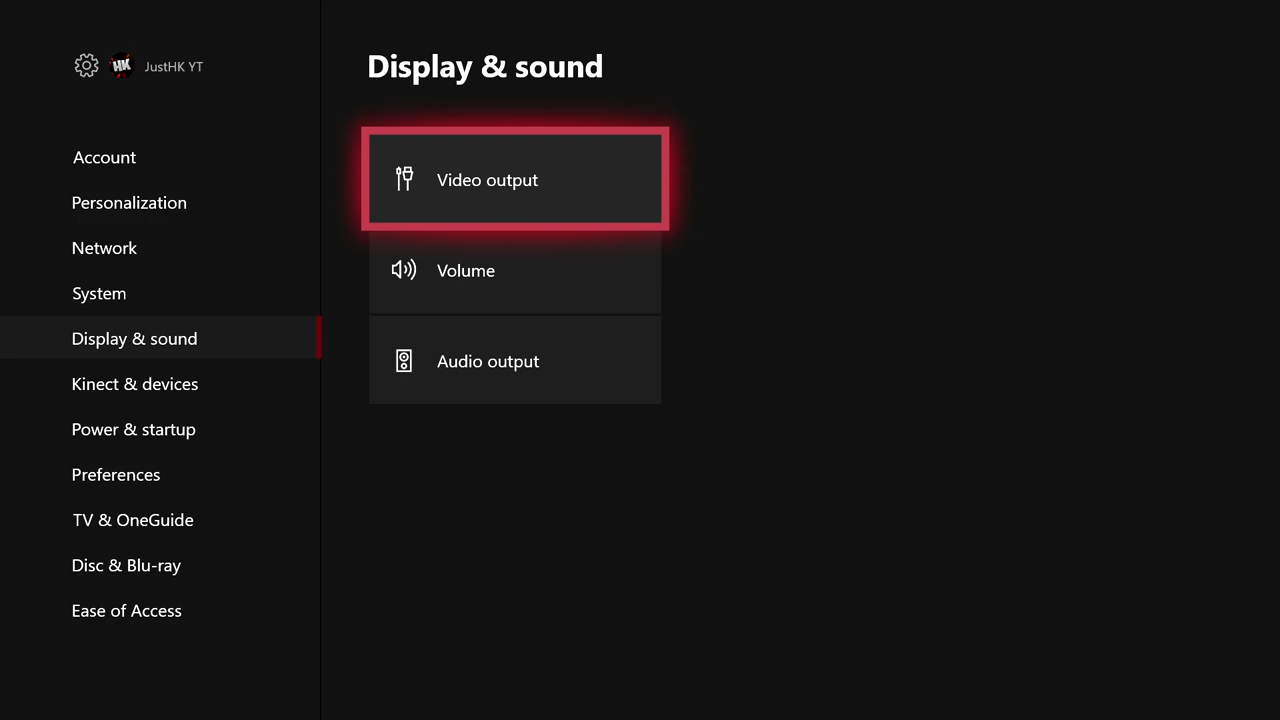 HK JustHK YT
Account
Personalization
Network
System
Display & sound
Kinect & devices
Power & startup
Preferences
TV & OneGuide
Disc & Blu-ray
Ease of Access
Display & sound
Video output
Volume
Audio output